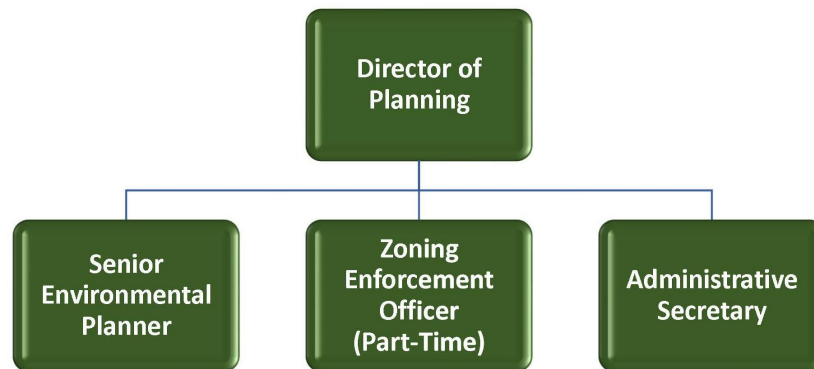 Director of
Planning
Senior
Environmental
Planner
Zoning
Enforcement
Officer
(Part-Time)
Administrative
Secretary